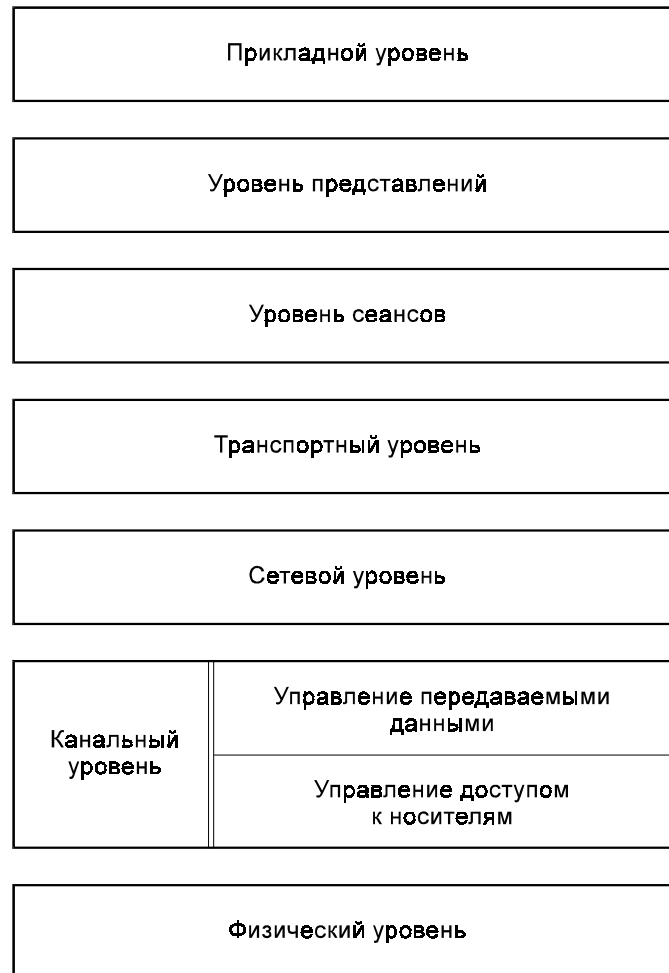 Прикладной уровень
Уровень представлений
Уровень сеансов
Транспортный уровень
Сетевой уровень
Канальный
уровень
Управление передаваемыми
данными
Управление доступом
к носителям
Физический уровень